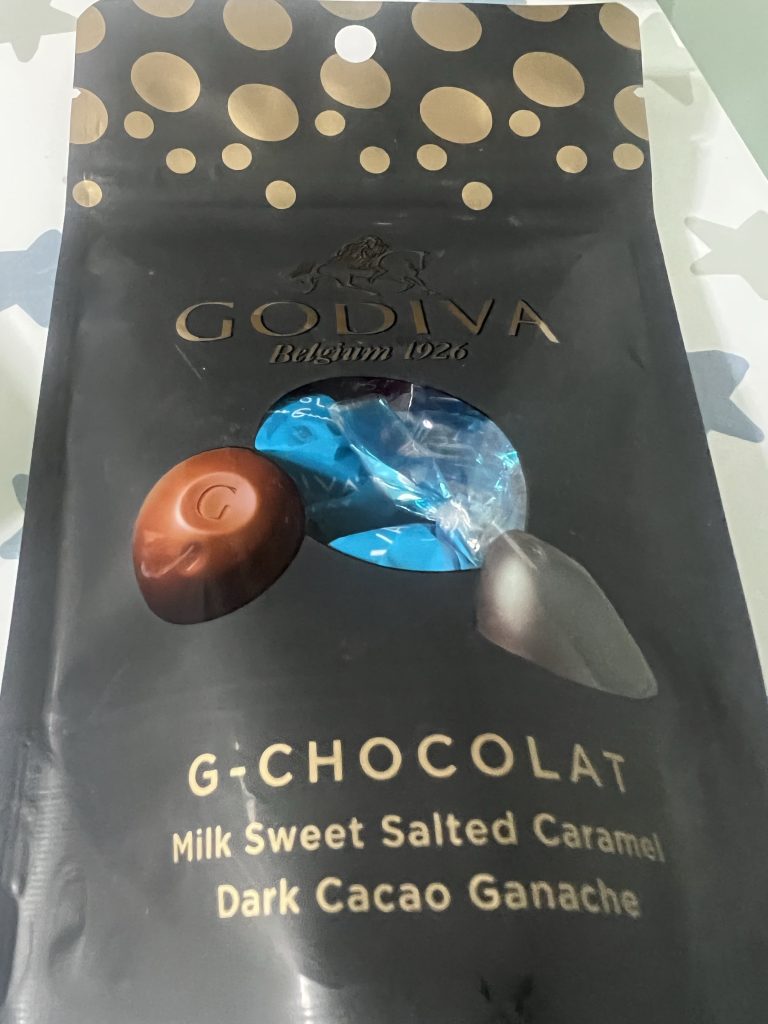 GODIVA
Belgium 1926
G
G-CHOCOLAT
Milk Sweet Salted Caramel
Dark Cacao Ganache